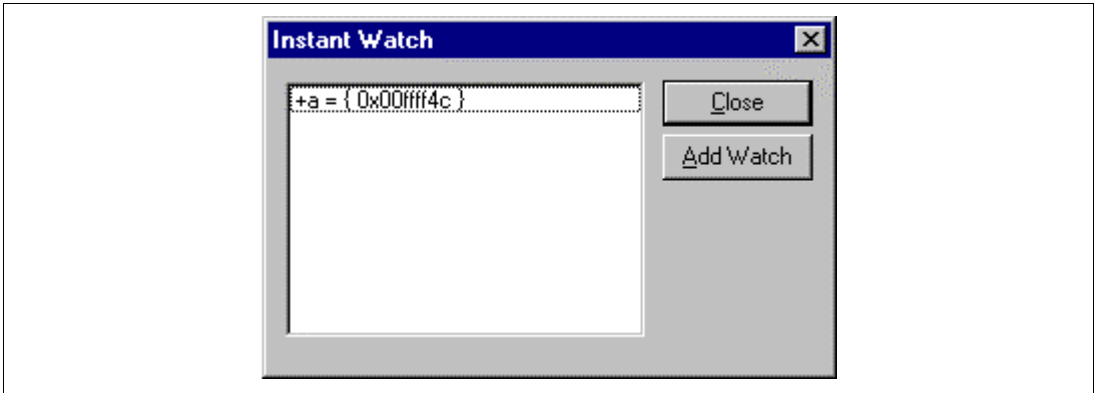 Instant Watch
+a = { 0x00ffff4c }
Close
Add Watch